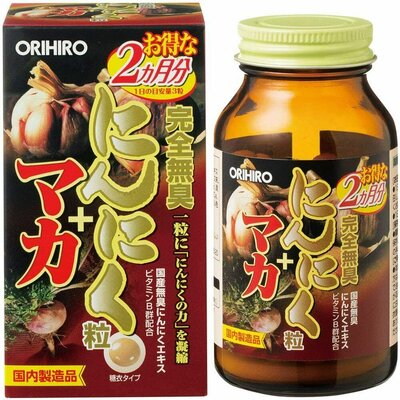 ORIHIRO
お得な
2ヵ月分
1日の目安量3粒
完全無臭
にんにく
+
マカ
粒
一粒に「にんにくの力」を凝縮
国産無臭にんにくエキス
ビタミンB群配合
糖衣タイプ
国内製造品
ORIHIRO
お得な
2ヵ月分
完全無臭
にんにく
+
マカ
粒
国産無臭にんにくエキス
ビタミンB群配合
国内製造品